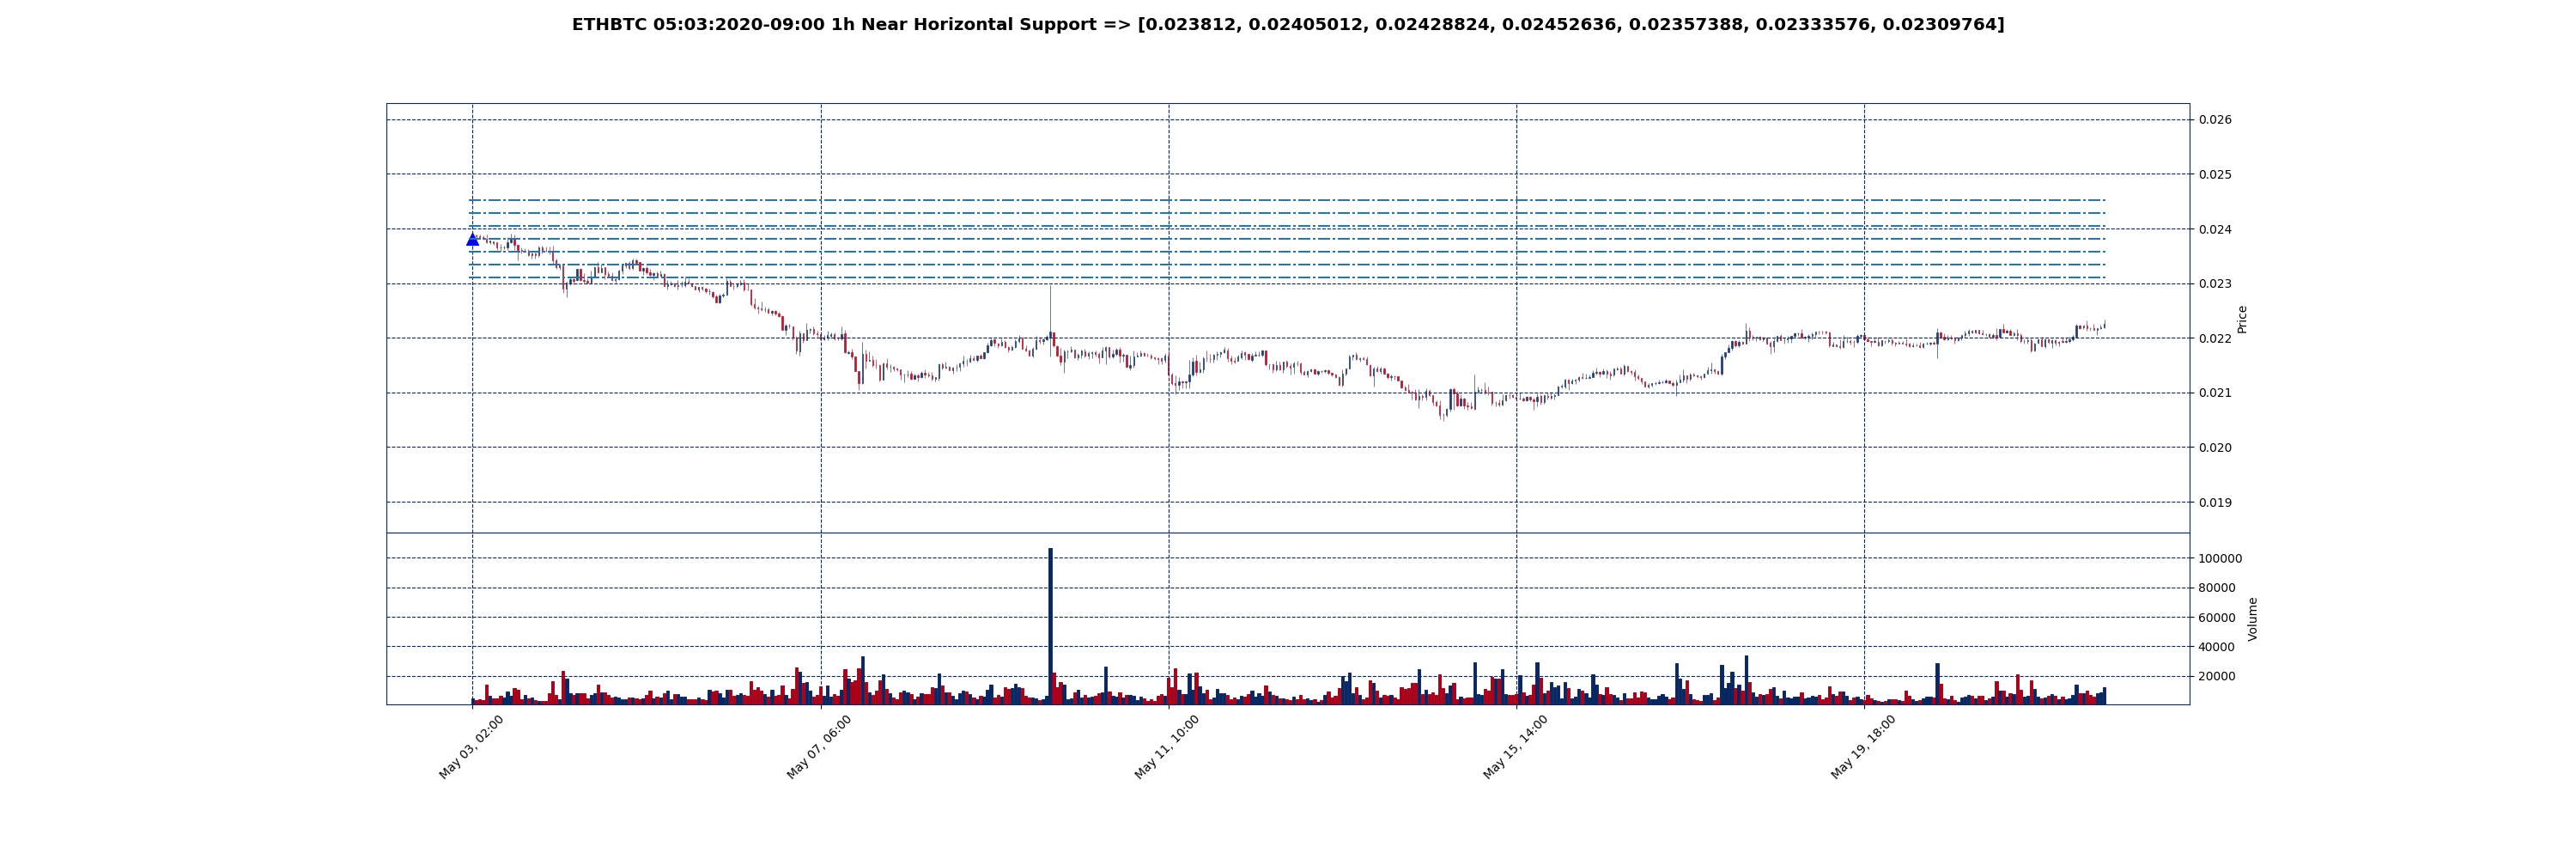 ETHBTC 05:03:2020-09:00 1h Near Horizontal Support => [0.023812, 0.02405012, 0.02428824, 0.02452636, 0.02357388, 0.02333576, 0.02309764]
0.026
0.025
0.024
0.023
0.022
0.021
0.020
0.019
Price
100000
80000
60000
40000
20000
Volume
May 03, 02:00
May 07, 06:00
May 11, 10:00
May 15, 14:00
May 19, 18:00